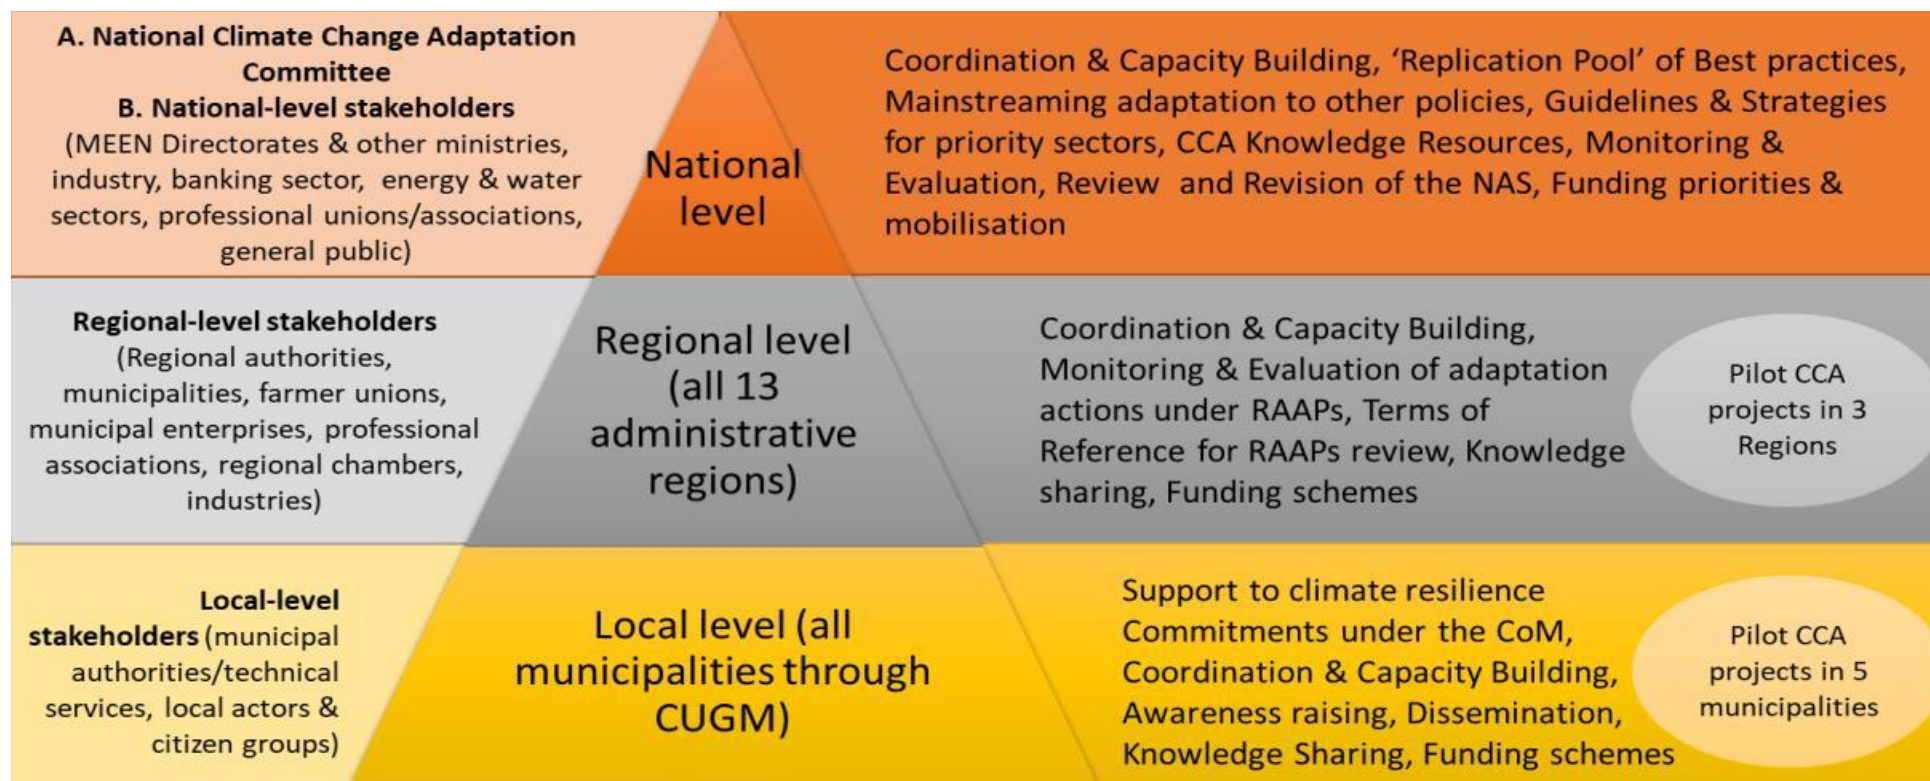 A. National Climate Change Adaptation
Committee
B. National-level stakeholders
(MEEN Directorates & other ministries,
industry, banking sector, energy & water
sectors, professional unions/associations,
general public)
National
level
Coordination & Capacity Building, ‘Replication Pool’ of Best practices,
Mainstreaming adaptation to other policies, Guidelines & Strategies
for priority sectors, CCA Knowledge Resources, Monitoring &
Evaluation, Review and Revision of the NAS, Funding priorities &
mobilisation
Regional-level stakeholders
(Regional authorities,
municipalities, farmer unions,
municipal enterprises, professional
associations, regional chambers,
industries)
Regional level
(all 13
administrative
regions)
Coordination & Capacity Building,
Monitoring & Evaluation of adaptation
actions under RAAPs, Terms of
Reference for RAAPs review, Knowledge
sharing, Funding schemes
Pilot CCA
projects in 3
Regions
Local-level
stakeholders (municipal
authorities/technical
services, local actors &
citizen groups)
Local level (all
municipalities through
CUGM)
Support to climate resilience
Commitments under the CoM,
Coordination & Capacity Building,
Awareness raising, Dissemination,
Knowledge Sharing, Funding schemes
Pilot CCA
projects in 5
municipalities